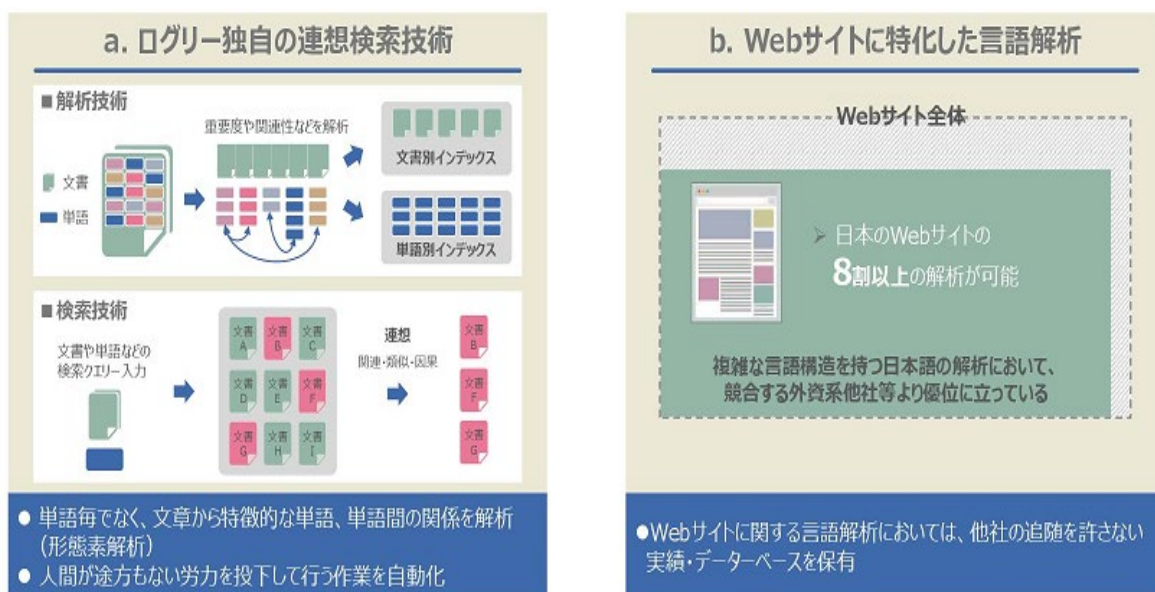 a. ログリー独自の連想検索技術
■解析技術
重要度や関連性などを解析
文書
単語
文書別インデックス
単語別インデックス
■検索技術
文書や単語などの
検索クエリー入力
文書
A
文書
B
文書
C
文書
D
文書
E
文書
F
文書
G
文書
H
文書
I
連想
関連・類似・因果
文書
B
文書
F
文書
G
● 単語毎でなく、文章から特徴的な単語、単語間の関係を解析
(形態素解析)
● 人間が途方もない労力を投下して行う作業を自動化
b. Webサイトに特化した言語解析
Webサイト全体
➢ 日本のWebサイトの
8割以上の解析が可能
複雑な言語構造を持つ日本語の解析において、
競合する外資系他社等より優位に立っている
●Webサイトに関する言語解析においては、他社の追随を許さない
実績・データーベースを保有